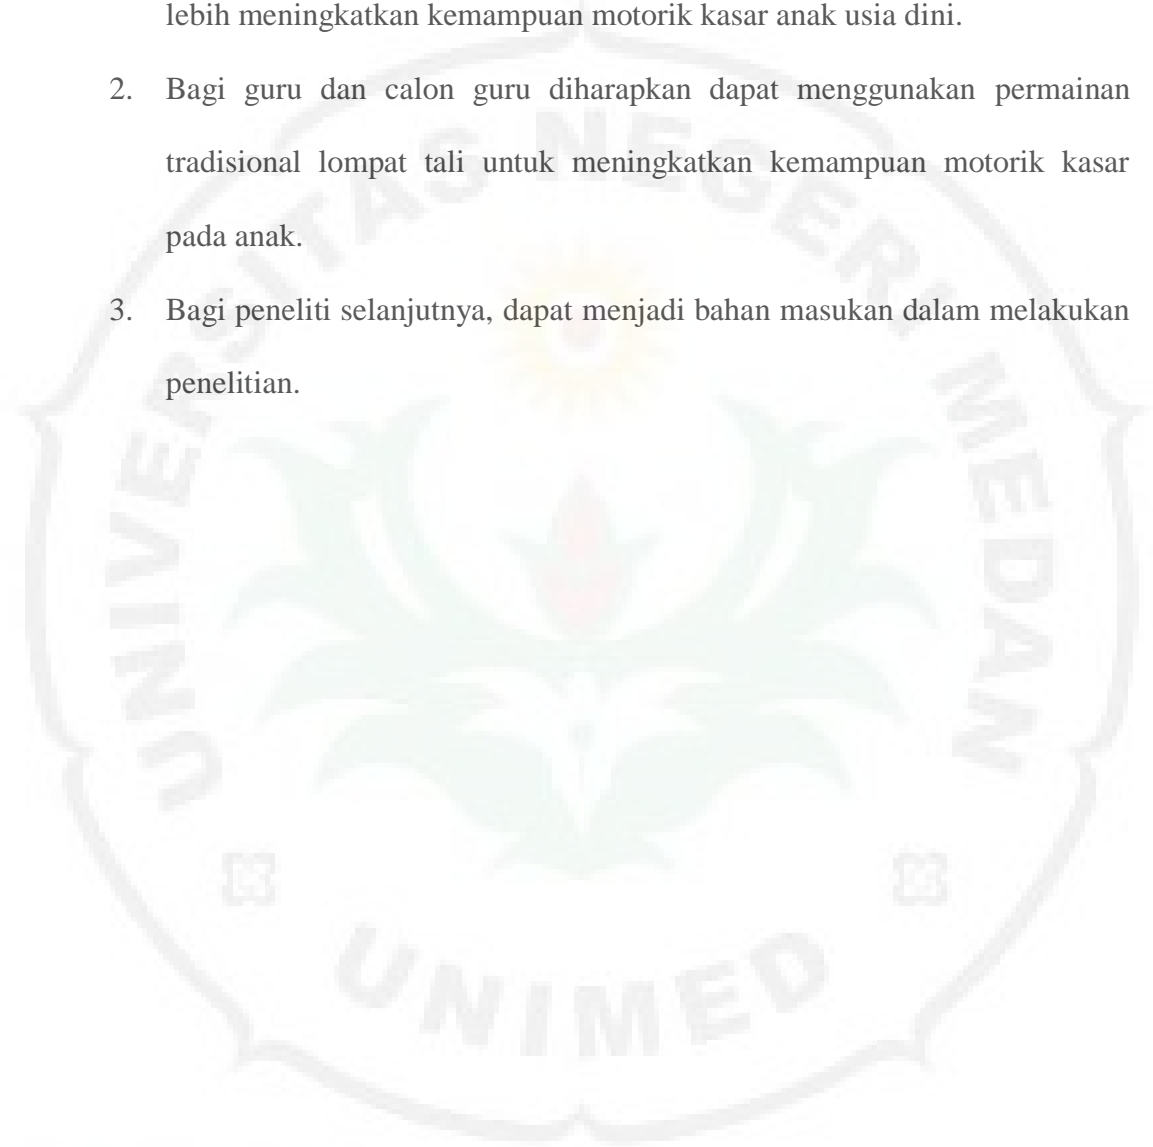 lebih meningkatkan kemampuan motorik kasar anak usia dini.
2. Bagi guru dan calon guru diharapkan dapat menggunakan permainan
tradisional lompat tali untuk meningkatkan kemampuan motorik kasar
pada anak.
3. Bagi peneliti selanjutnya, dapat menjadi bahan masukan dalam melakukan
penelitian.
UNIVERSITAS NEGERI MEDAN
UNIMED